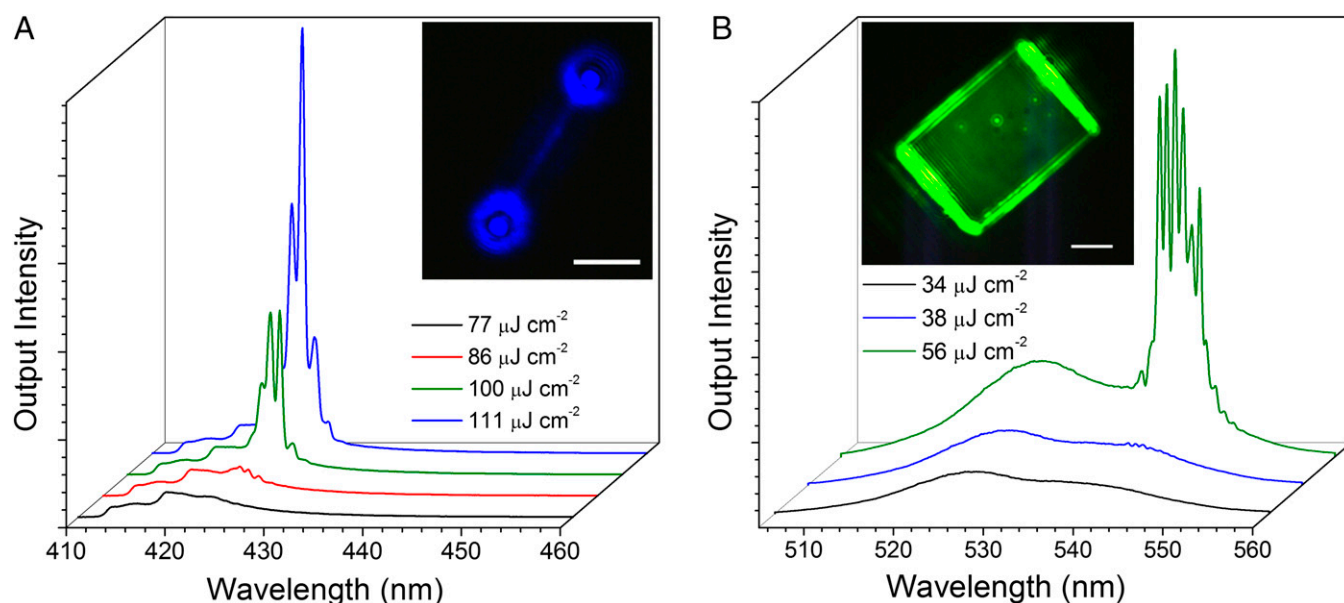 A
Output Intensity
77 μJ cm-2
86 μJ cm-2
100 μJ cm-2
111 μJ cm-2
410 420 430 440 450 460
Wavelength (nm)
B
Output Intensity
34 μJ cm-2
38 μJ cm-2
56 μJ cm-2
510 520 530 540 550 560
Wavelength (nm)